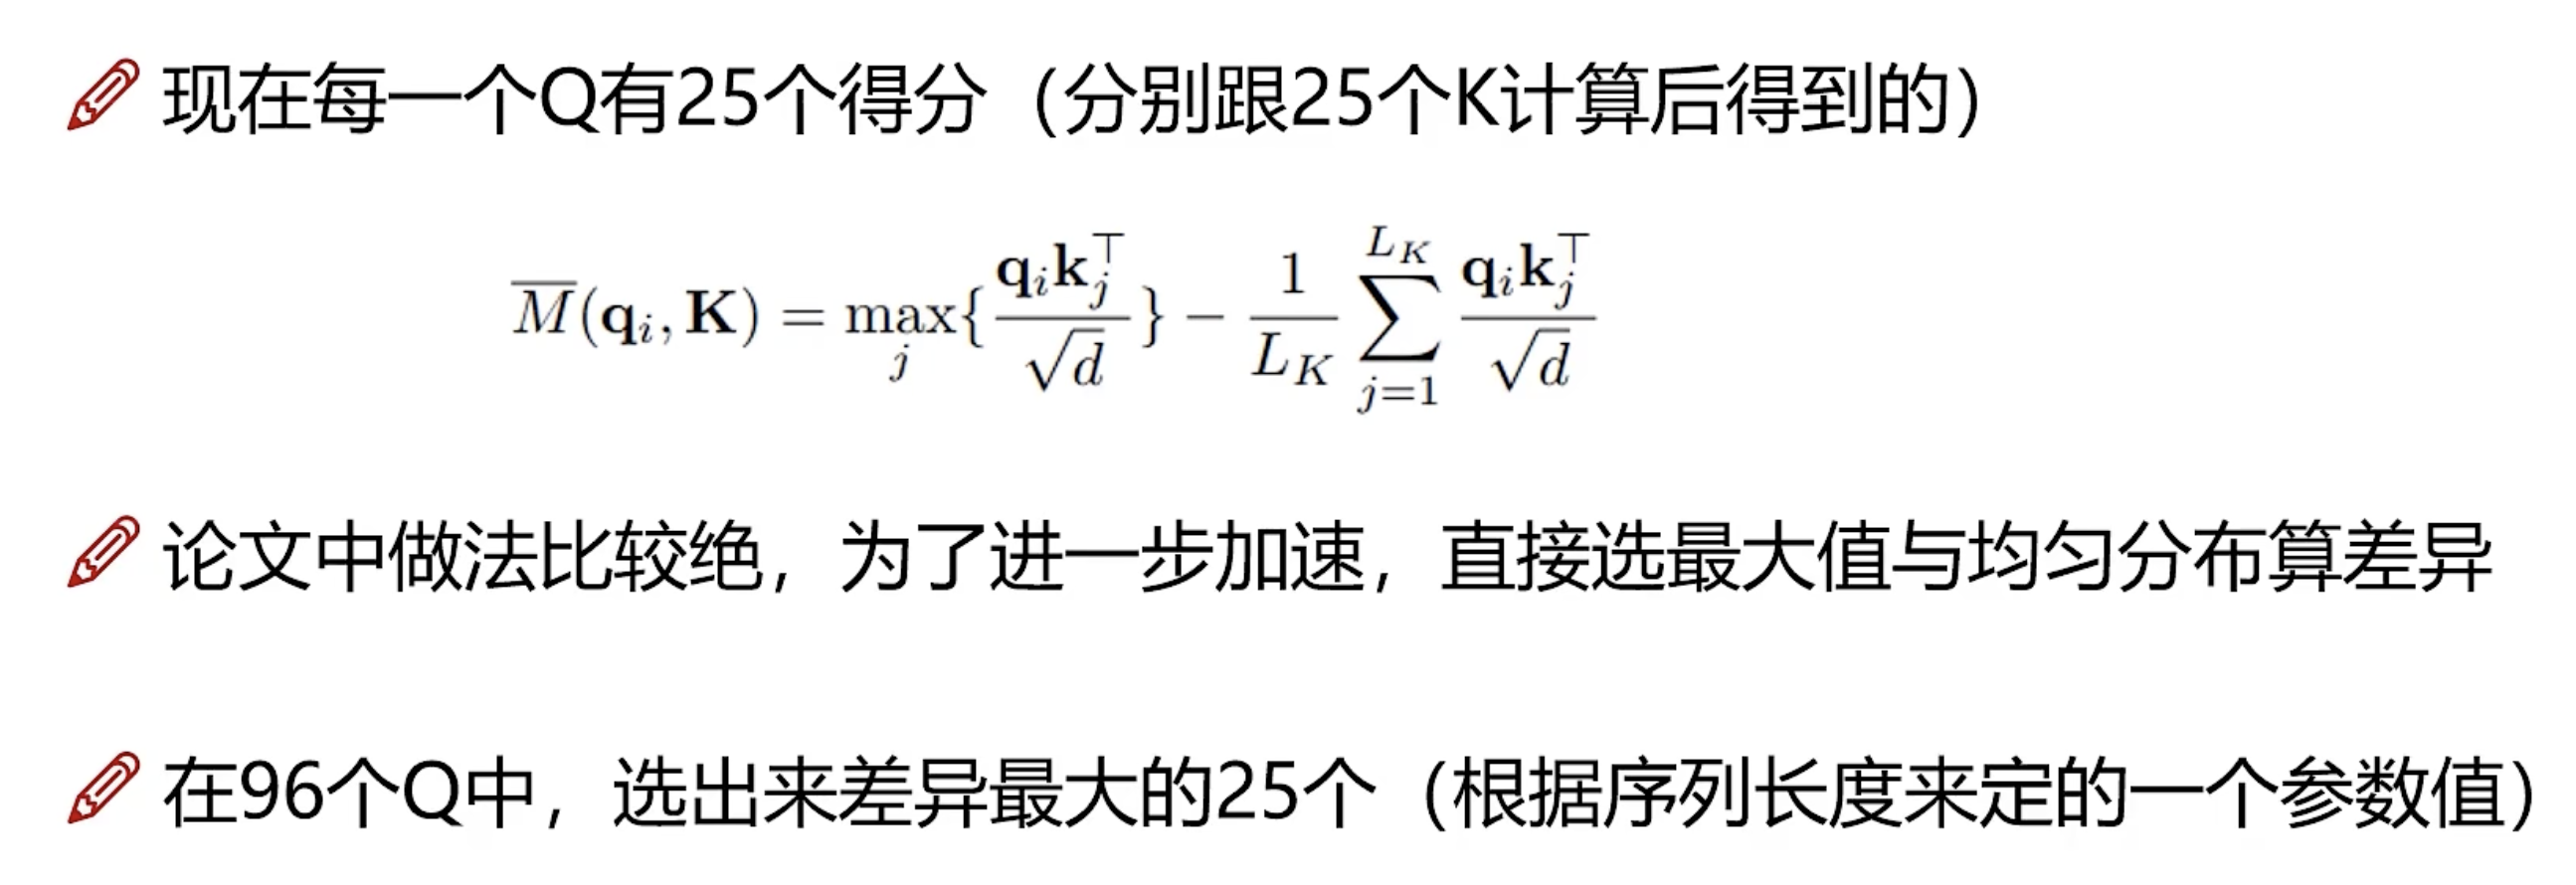 现在每一个Q有25个得分（分别跟25个K计算后得到的）
$\overline{M}(\mathbf{q}_i, \mathbf{K}) = \max_j\{\frac{\mathbf{q}_i\mathbf{k}_j^\top}{\sqrt{d}}\} - \frac{1}{L_K}\sum_{j=1}^{L_K}\frac{\mathbf{q}_i\mathbf{k}_j^\top}{\sqrt{d}}$
论文中做法比较绝，为了进一步加速，直接选最大值与均匀分布算差异
在96个Q中，选出来差异最大的25个（根据序列长度来定的一个参数值）